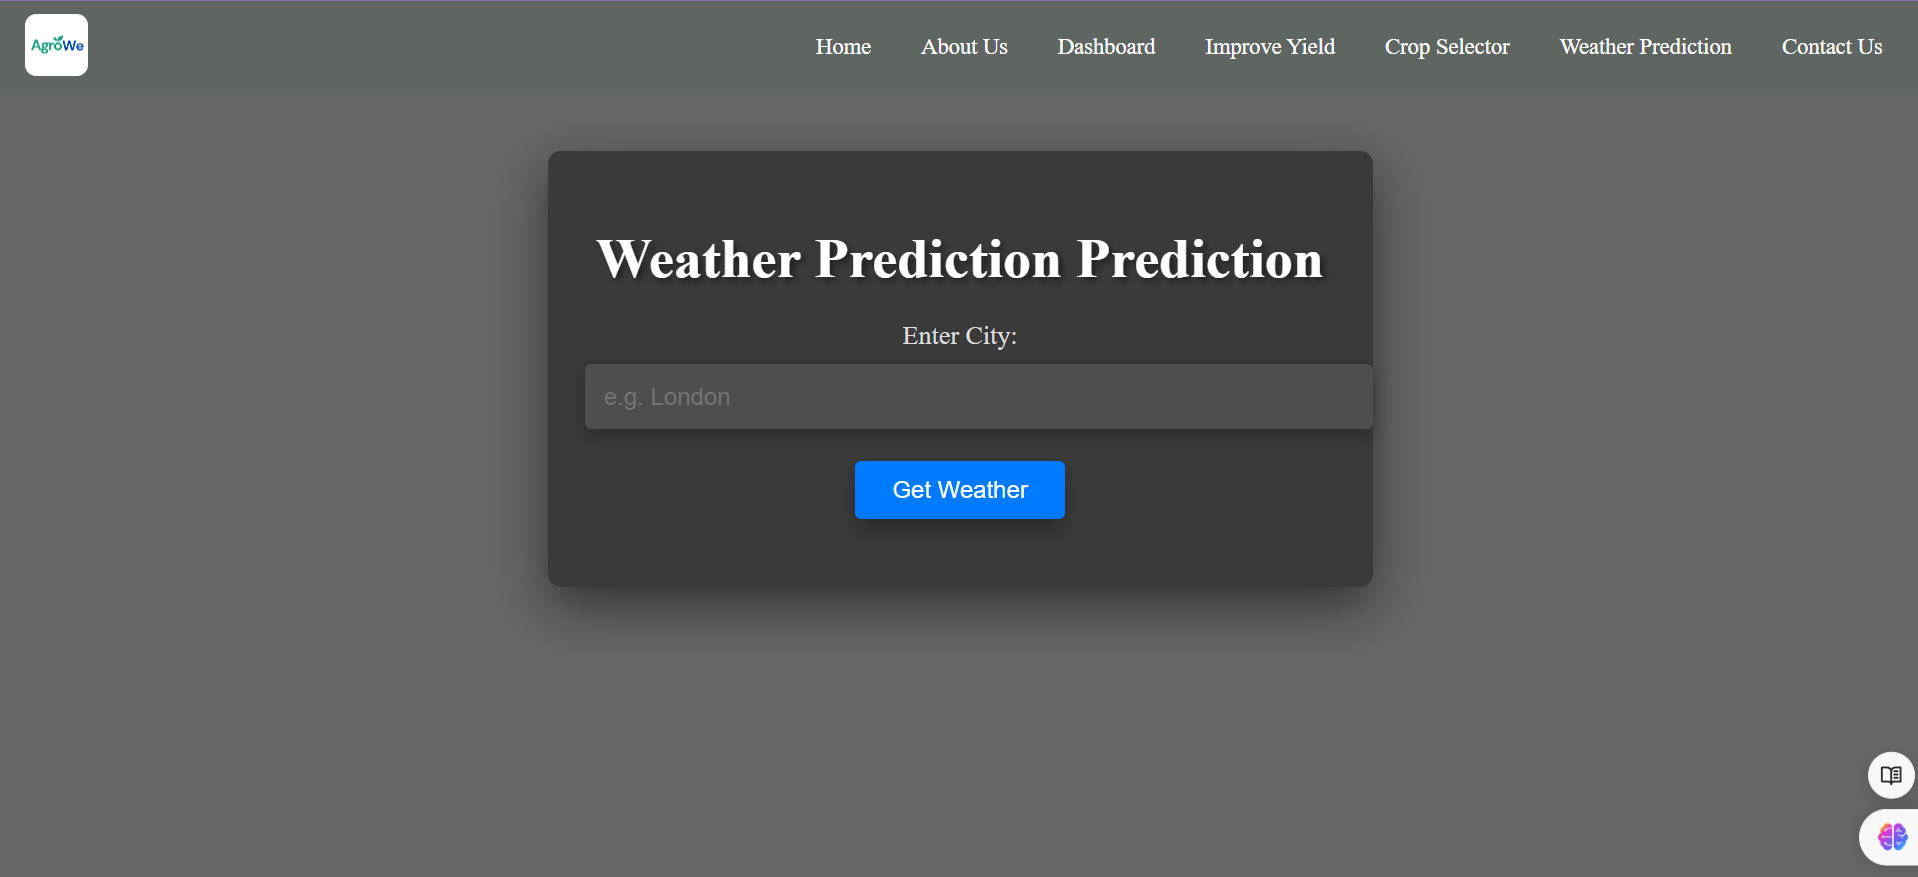 AgroWe
Home About Us Dashboard Improve Yield Crop Selector Weather Prediction Contact Us
Weather Prediction Prediction
Enter City:
e.g. London
Get Weather